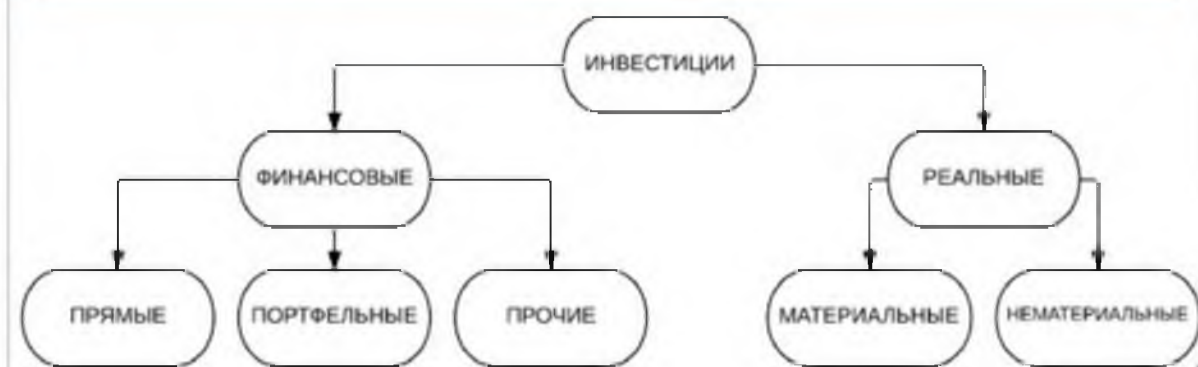 ИНВЕСТИЦИИ
ФИНАНСОВЫЕ
РЕАЛЬНЫЕ
ПРЯМЫЕ
ПОРТФЕЛЬНЫЕ
ПРОЧИЕ
МАТЕРИАЛЬНЫЕ
НЕМАТЕРИАЛЬНЫЕ